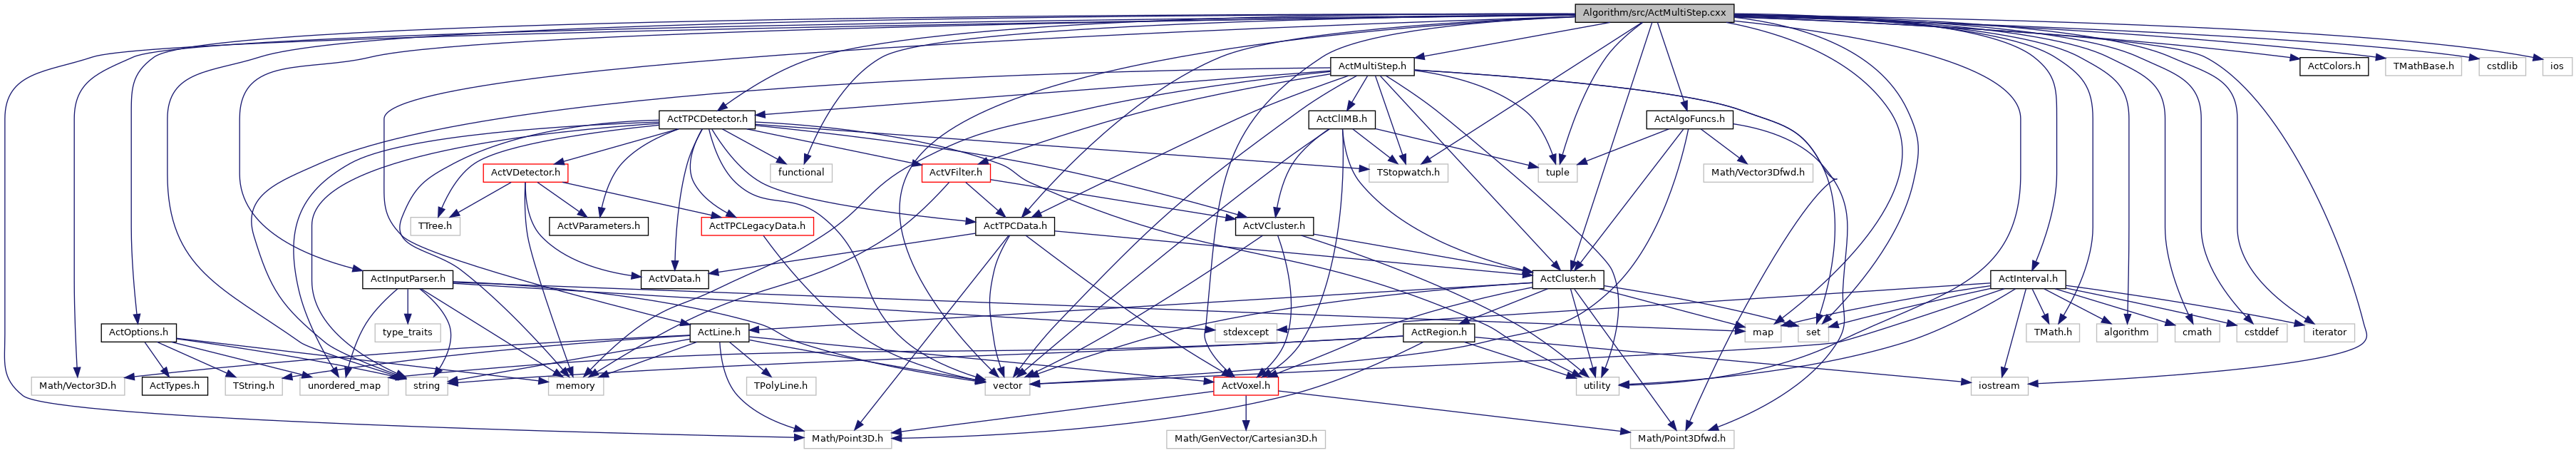 Algorithm/src/ActMultiStep.cxx
ActMultiStep.h
ActColors.h
TMathBase.h
cstdlib
ios
ActTPCDetector.h
ActClIMB.h
ActAlgoFuncs.h
ActVDetector.h
functional
ActVFilter.h
TStopwatch.h
tuple
Math/Vector3Dfwd.h
TTree.h
ActVParameters.h
ActTPCLegacyData.h
ActTPCData.h
ActVCluster.h
ActInputParser.h
ActVData.h
ActCluster.h
ActInterval.h
ActOptions.h
type_traits
ActLine.h
stdexcept
ActRegion.h
map
set
TMath.h
algorithm
cmath
cstddef
iterator
Math/Vector3D.h
ActTypes.h
TString.h
unordered_map
string
memory
TPolyLine.h
vector
ActVoxel.h
utility
iostream
Math/Point3D.h
Math/GenVector/Cartesian3D.h
Math/Point3Dfwd.h